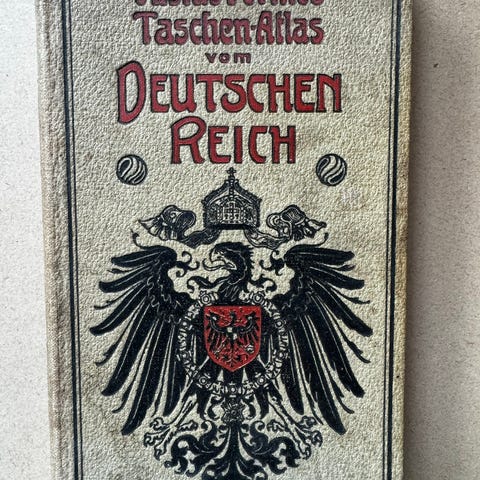 Taschen-Atlas
vom
DEUTSCHEN
REICH